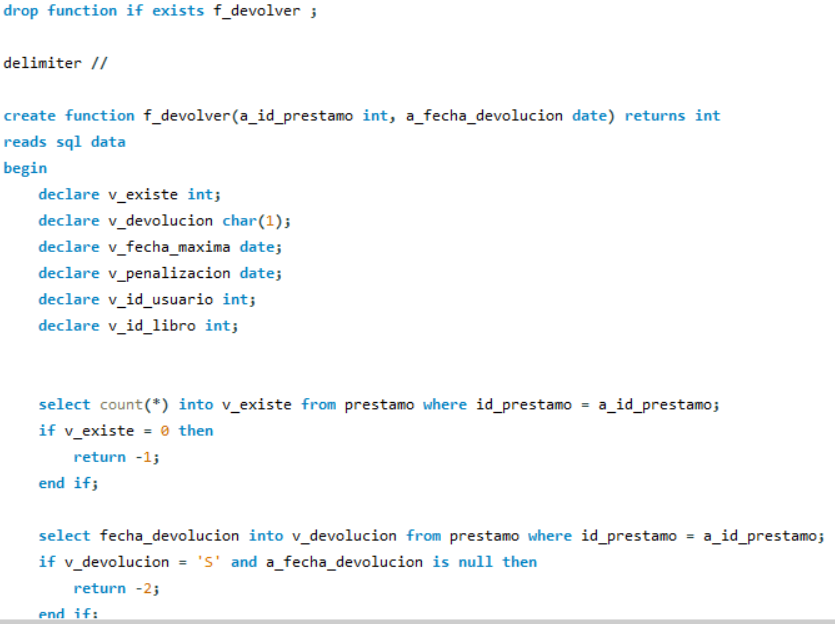 drop function if exists f_devolver ;
delimiter //
create function f_devolver(a_id_prestamo int, a_fecha_devolucion date) returns int
reads sql data
begin
declare v_existe int;
declare v_devolucion char(1);
declare v_fecha_maxima date;
declare v_penalizacion date;
declare v_id_usuario int;
declare v_id_libro int;
select count(*) into v_existe from prestamo where id_prestamo = a_id_prestamo;
if v_existe = 0 then
return -1;
end if;
select fecha_devolucion into v_devolucion from prestamo where id_prestamo = a_id_prestamo;
if v_devolucion = 'S' and a_fecha_devolucion is null then
return -2;
end if;